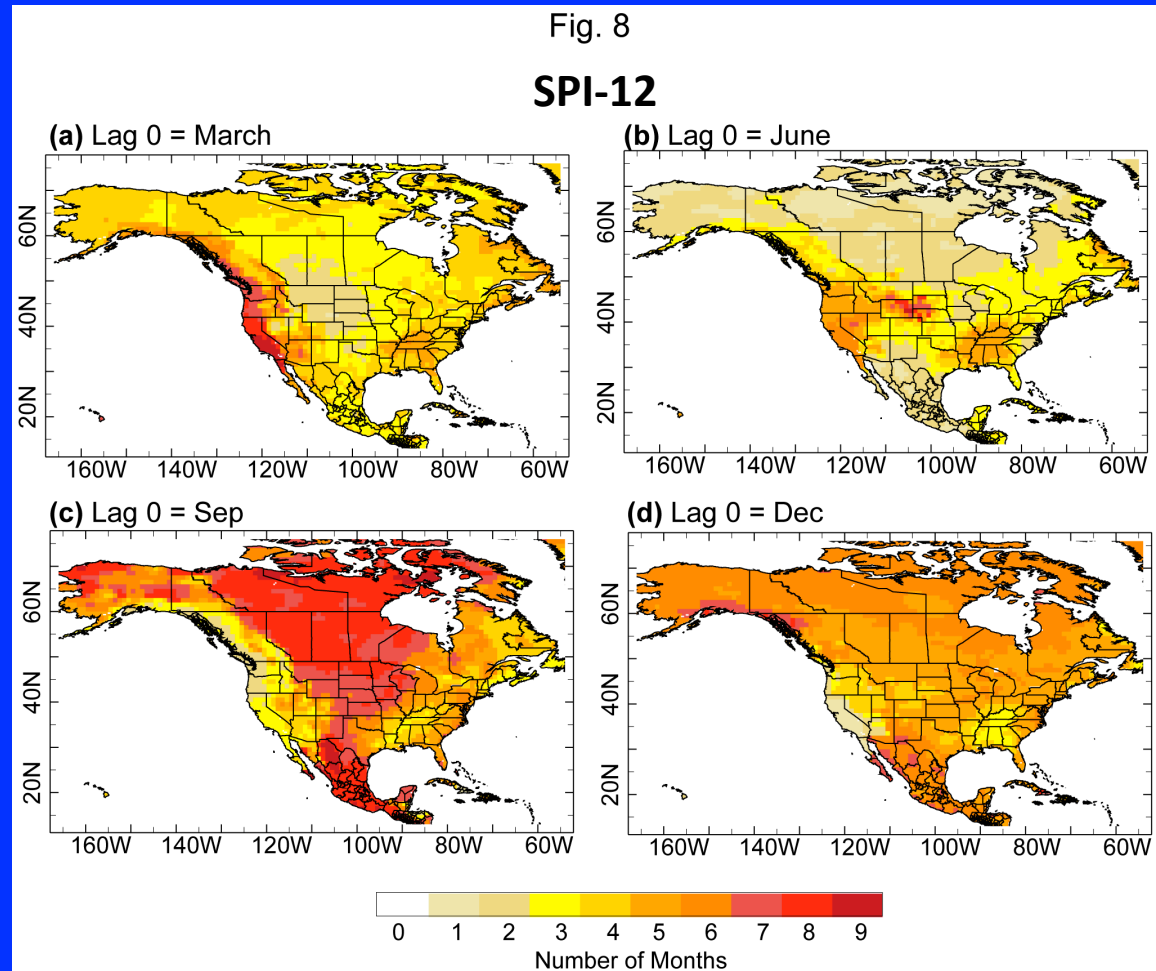 Fig. 8
SPI-12
(a) Lag 0 = March
(b) Lag 0 = June
60N
40N
20N
160W 140W 120W 100W 80W 60W
60N
40N
20N
160W 140W 120W 100W 80W 60W
(c) Lag 0 = Sep
(d) Lag 0 = Dec
60N
40N
20N
160W 140W 120W 100W 80W 60W
60N
40N
20N
160W 140W 120W 100W 80W 60W
0 1 2 3 4 5 6 7 8 9
Number of Months